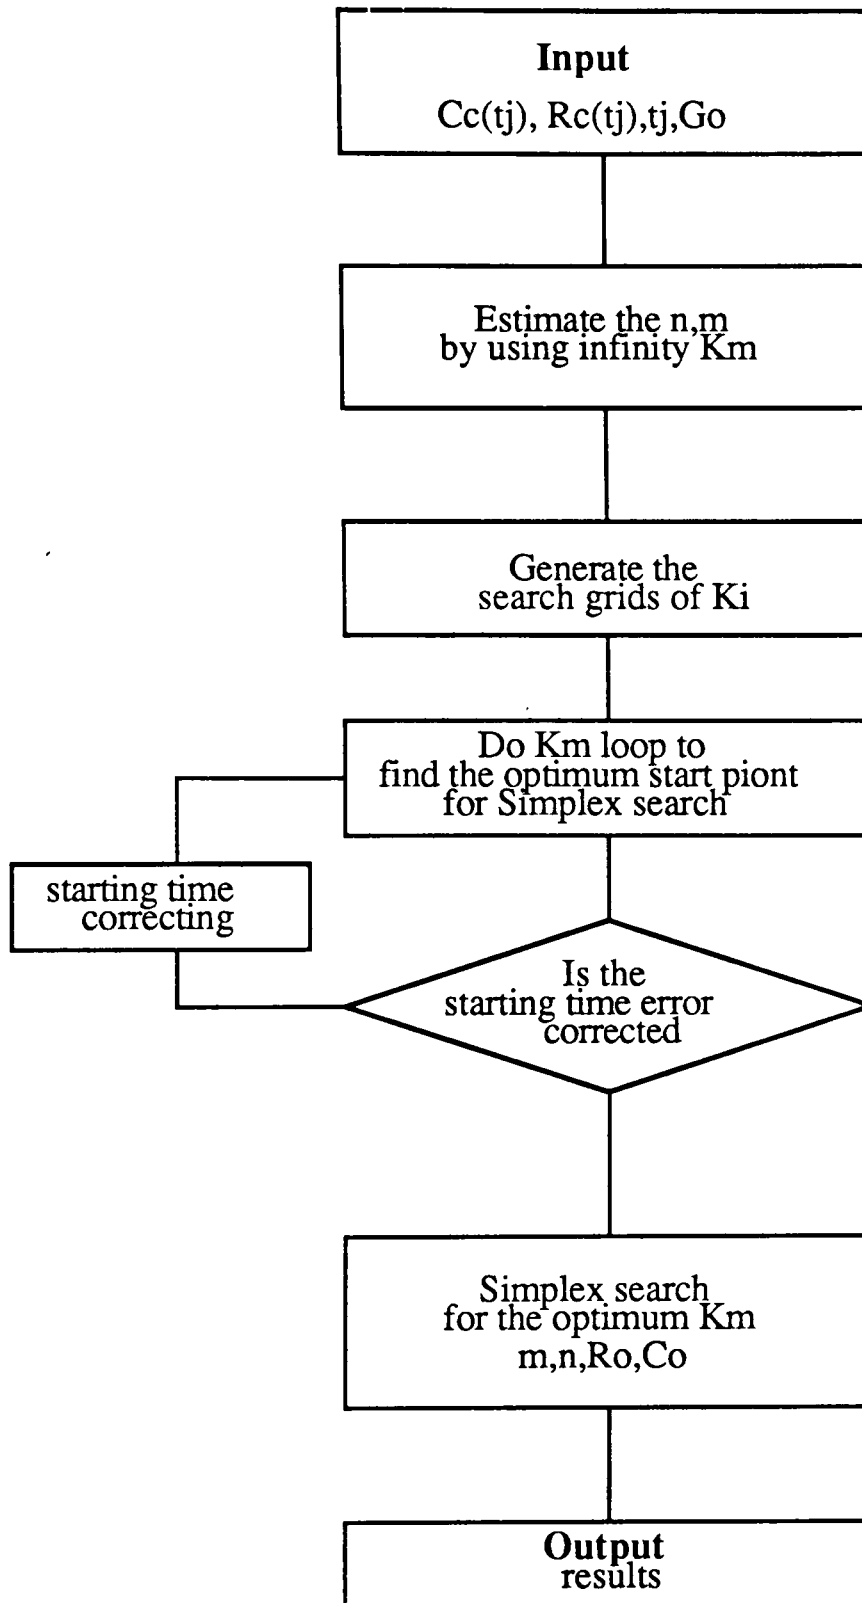 Input
Cc(tj), Rc(tj),tj,Go
Estimate the n,m
by using infinity Km
Generate the
search grids of Ki
Do Km loop to
find the optimum start piont
for Simplex search
starting time
correcting
Is the
starting time error
corrected
Simplex search
for the optimum Km
m,n,Ro,Co
Output
results